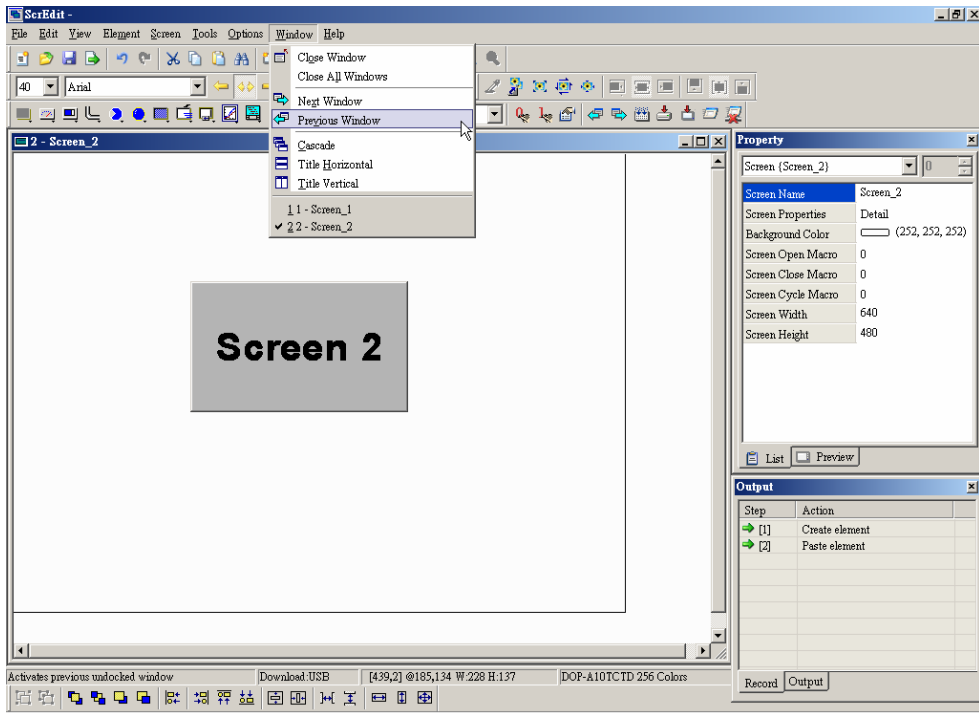 ScrEdit -
File Edit View Element Screen Tools Options Window Help
40 Arial
Close Window
Close All Windows
Next Window
Previous Window
Cascade
Title Horizontal
Title Vertical
1 1 - Screen_1
2 2 - Screen_2
2 - Screen_2
Screen 2
Property
Screen {Screen_2} 0
Screen Name Screen_2
Screen Properties Detail
Background Color (252, 252, 252)
Screen Open Macro 0
Screen Close Macro 0
Screen Cycle Macro 0
Screen Width 640
Screen Height 480
List Preview
Output
Step Action
[1] Create element
[2] Paste element
Record Output
Activates previous undocked window Download:USB [439,2] @185,134 W:228 H:137 DOP-A10TCTD 256 Colors